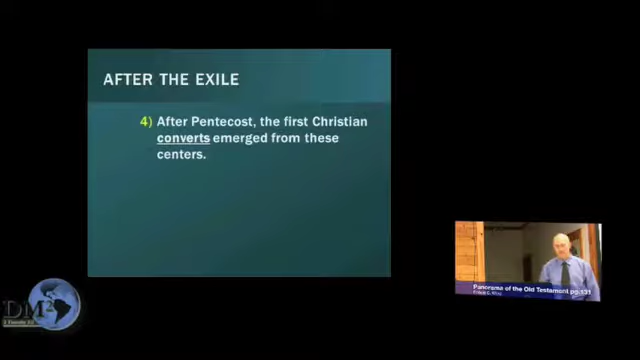 AFTER THE EXILE
4) After Pentecost, the first Christian
converts emerged from these
centers.
Panorama of the Old Testament pg.131
DM2